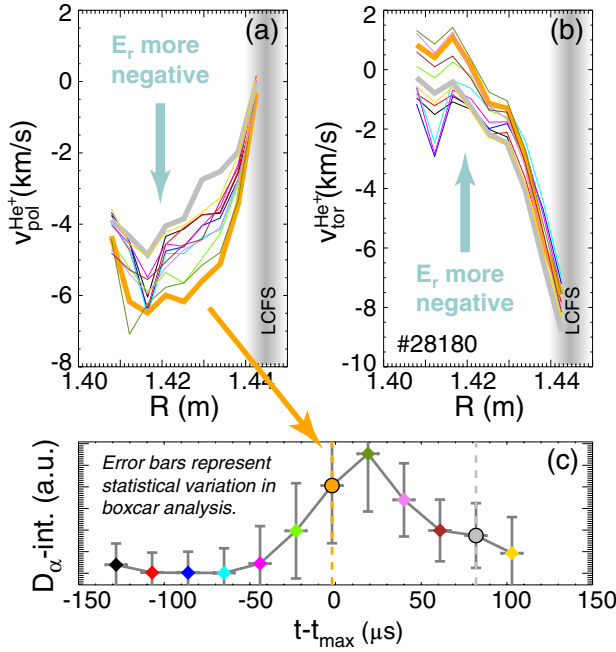 (a)
E_r more
negative
v_pol^He+ (km/s)
0
-2
-4
-6
-8
1.40
1.42
1.44
R (m)
LCFS
(b)
v_tor^He+ (km/s)
2
0
-2
-4
-6
-8
-10
E_r more
negative
#28180
1.40
1.42
1.44
R (m)
LCFS
(c)
Error bars represent
statistical variation in
boxcar analysis.
D_α-int. (a.u.)
-150
-100
-50
0
50
100
150
t-t_max (μs)